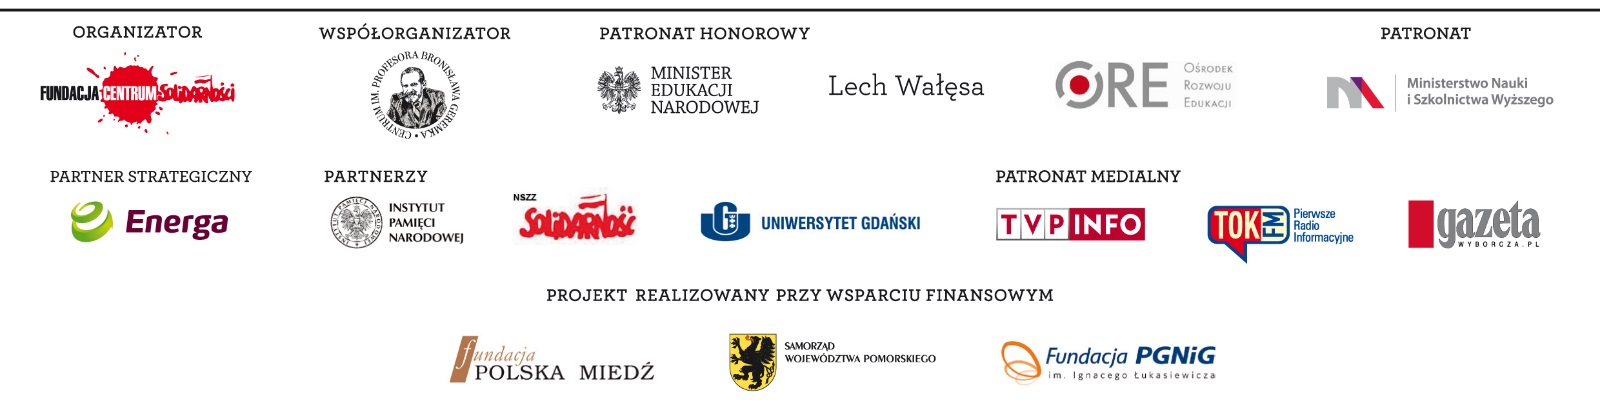 ORGANIZATOR
FUNDACJA CENTRUM SOLIDARNOŚCI
WSPÓŁORGANIZATOR
CENTRUM IM. PROFESORA BRONISŁAWA GEREMKA
PATRONAT HONOROWY
MINISTER
EDUKACJI
NARODOWEJ
Lech Wałęsa
ORE
Ośrodek
Rozwoju
Edukacji
PATRONAT
Ministerstwo Nauki
i Szkolnictwa Wyższego
PARTNER STRATEGICZNY
Energa
PARTNERZY
INSTYTUT PAMIĘCI NARODOWEJ
INSTYTUT
PAMIĘCI
NARODOWEJ
NSZZ
SOLIDARNOŚĆ
UNIWERSYTET GDAŃSKI
PATRONAT MEDIALNY
TVP INFO
TOK FM
Pierwsze
Radio
Informacyjne
gazeta
WYBORCZA.PL
PROJEKT REALIZOWANY PRZY WSPARCIU FINANSOWYM
fundacja
POLSKA MIEDŹ
SAMORZĄD
WOJEWÓDZTWA POMORSKIEGO
Fundacja PGNiG
im. Ignacego Łukasiewicza